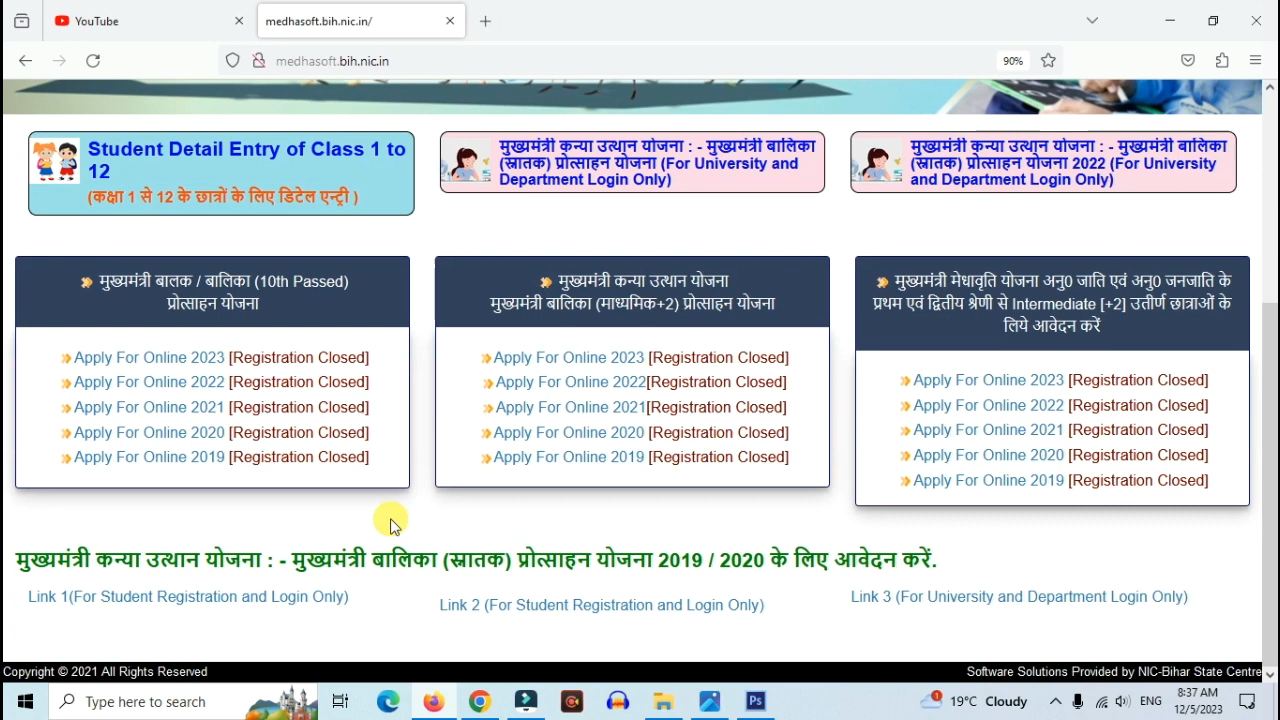 YouTube
medhasoft.bih.nic.in/
medhasoft.bih.nic.in
90%
Student Detail Entry of Class 1 to
12
(कक्षा 1 से 12 के छात्रों के लिए डिटेल एन्ट्री )
मुख्यमंत्री कन्या उत्थान योजना : - मुख्यमंत्री बालिका
(स्नातक) प्रोत्साहन योजना (For University and
Department Login Only)
मुख्यमंत्री कन्या उत्थान योजना : - मुख्यमंत्री बालिका
(स्नातक) प्रोत्साहन योजना 2022 (For University
and Department Login Only)
मुख्यमंत्री बालक / बालिका (10th Passed)
प्रोत्साहन योजना
Apply For Online 2023 [Registration Closed]
Apply For Online 2022 [Registration Closed]
Apply For Online 2021 [Registration Closed]
Apply For Online 2020 [Registration Closed]
Apply For Online 2019 [Registration Closed]
मुख्यमंत्री कन्या उत्थान योजना
मुख्यमंत्री बालिका (माध्यमिक+2) प्रोत्साहन योजना
Apply For Online 2023 [Registration Closed]
Apply For Online 2022[Registration Closed]
Apply For Online 2021[Registration Closed]
Apply For Online 2020 [Registration Closed]
Apply For Online 2019 [Registration Closed]
मुख्यमंत्री मेधावृति योजना अनु0 जाति एवं अनु0 जनजाति के
प्रथम एवं द्वितीय श्रेणी से Intermediate [+2] उतीर्ण छात्राओं के
लिये आवेदन करें
Apply For Online 2023 [Registration Closed]
Apply For Online 2022 [Registration Closed]
Apply For Online 2021 [Registration Closed]
Apply For Online 2020 [Registration Closed]
Apply For Online 2019 [Registration Closed]
मुख्यमंत्री कन्या उत्थान योजना : - मुख्यमंत्री बालिका (स्नातक) प्रोत्साहन योजना 2019 / 2020 के लिए आवेदन करें.
Link 1(For Student Registration and Login Only)
Link 2 (For Student Registration and Login Only)
Link 3 (For University and Department Login Only)
Copyright © 2021 All Rights Reserved
Software Solutions Provided by NIC-Bihar State Centre
Type here to search
Ps
1
19°C Cloudy
ENG
8:37 AM
12/5/2023